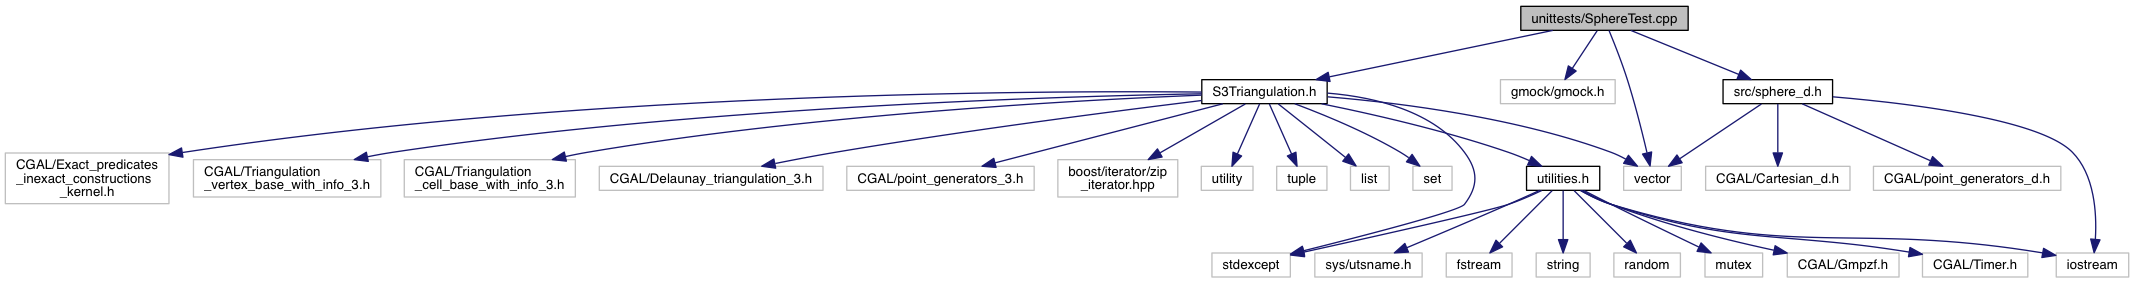 unittests/SphereTest.cpp
S3Triangulation.h
gmock/gmock.h
src/sphere_d.h
CGAL/Exact_predicates
_inexact_constructions
_kernel.h
CGAL/Triangulation
_vertex_base_with_info_3.h
CGAL/Triangulation
_cell_base_with_info_3.h
CGAL/Delaunay_triangulation_3.h
CGAL/point_generators_3.h
boost/iterator/zip
_iterator.hpp
utility
tuple
list
set
utilities.h
vector
CGAL/Cartesian_d.h
CGAL/point_generators_d.h
stdexcept
sys/utsname.h
fstream
string
random
mutex
CGAL/Gmpzf.h
CGAL/Timer.h
iostream